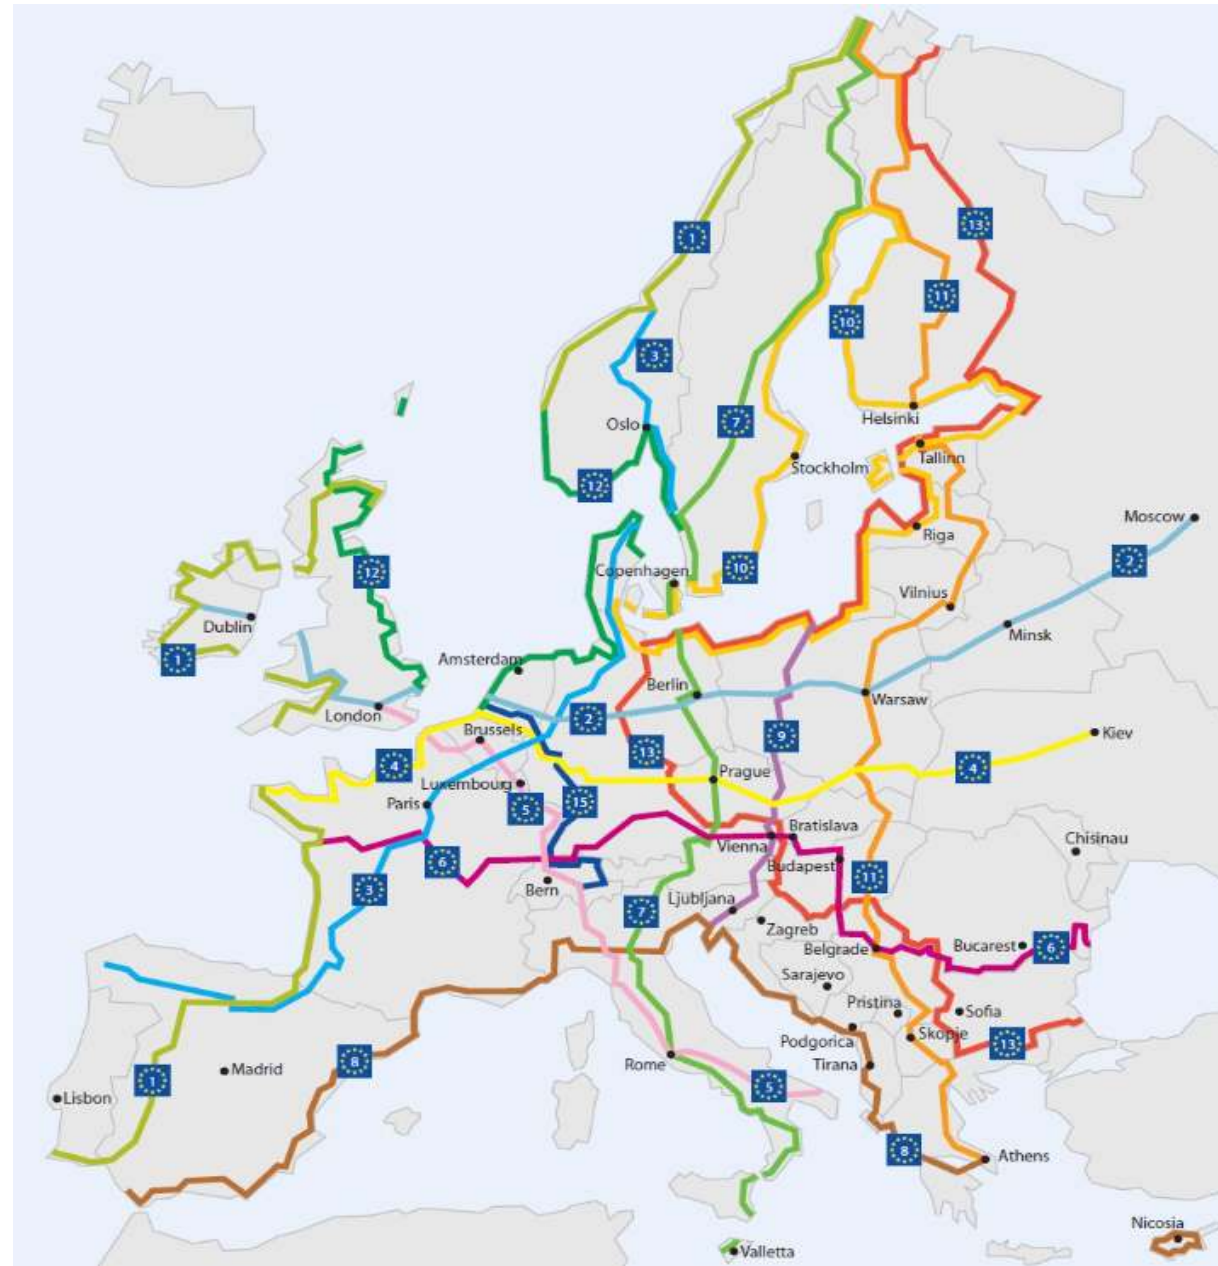 1
13
11
10
3
7
Oslo
Helsinki
Tallinn
Stockholm
12
Moscow
Riga
2
12
Copenhagen
10
Vilnius
Dublin
Minsk
1
Amsterdam
Berlin
Warsaw
London
2
Brussels
9
Kiev
13
4
4
Prague
Luxembourg
Paris
5
15
Bratislava
Vienna
Chisinau
6
Budapest
Bern
3
11
7
Ljubljana
Zagreb
Belgrade
Bucarest
6
Sarajevo
Pristina
Sofia
Skopje
Podgorica
13
Rome
Tirana
8
Madrid
1
5
Lisbon
8
Athens
Nicosia
Valletta